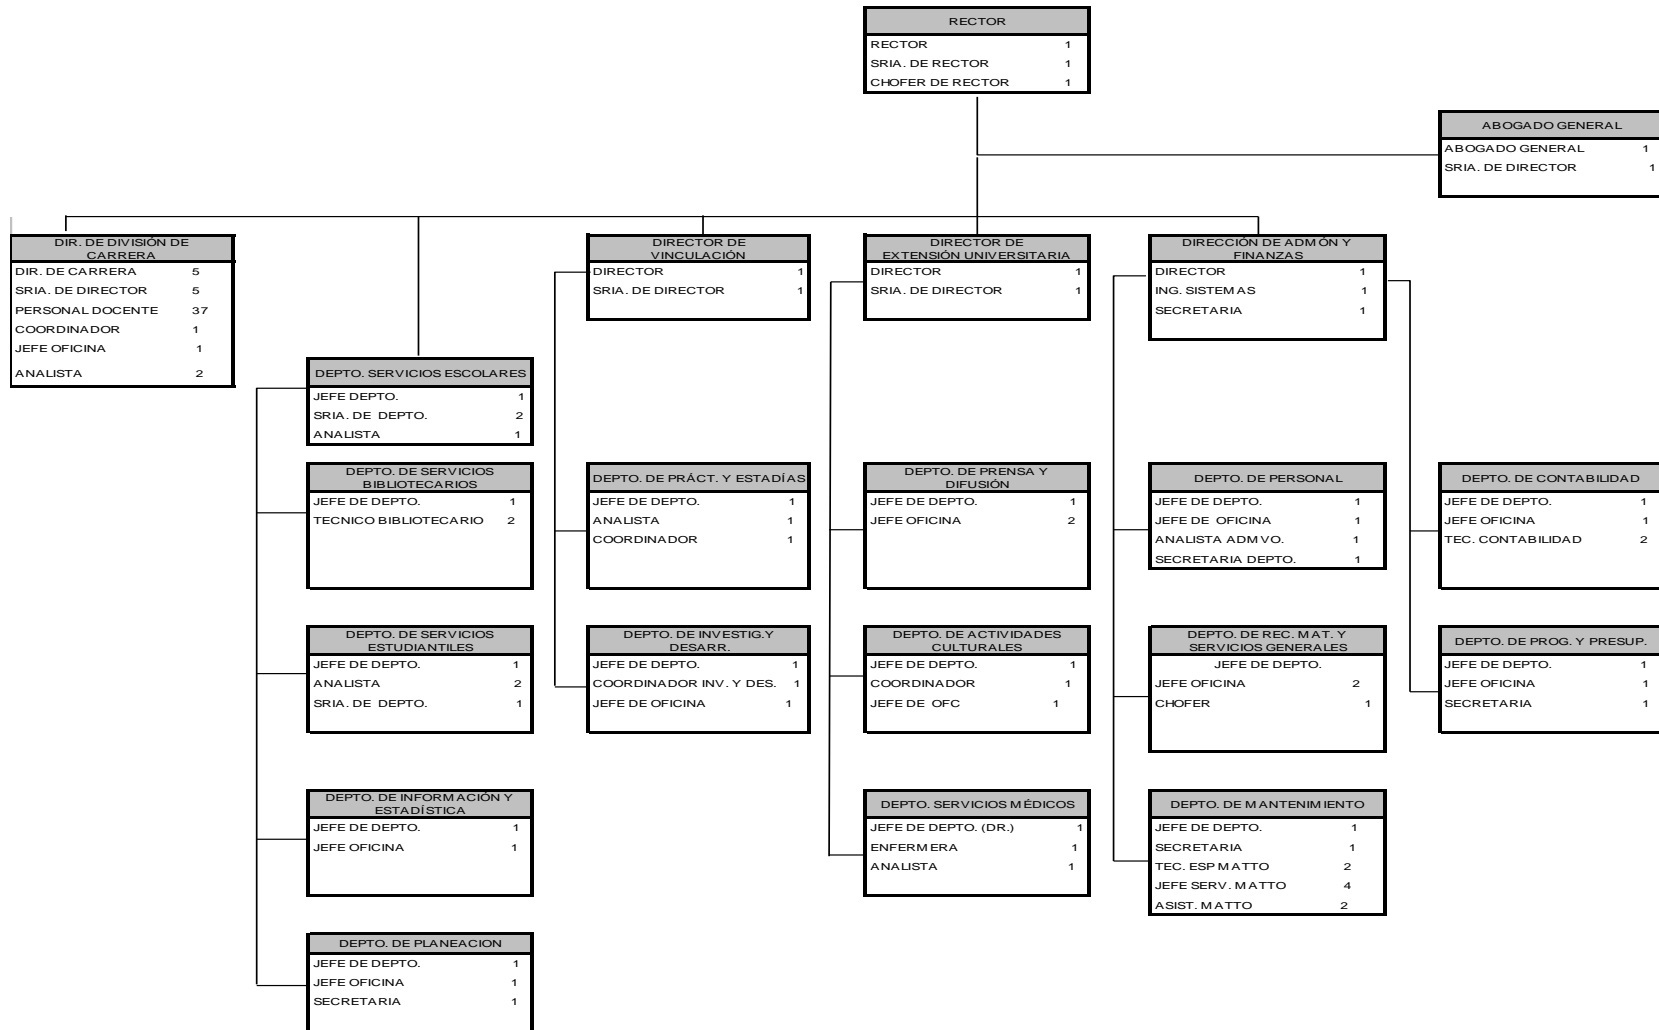 RECTOR
RECTOR 1
SRIA. DE RECTOR 1
CHOFER DE RECTOR 1
ABOGADO GENERAL
ABOGADO GENERAL 1
SRIA. DE DIRECTOR 1
DIR. DE DIVISIÓN DE
CARRERA
DIR. DE CARRERA 5
SRIA. DE DIRECTOR 5
PERSONAL DOCENTE 37
COORDINADOR 1
JEFE OFICINA 1
ANALISTA 2
DIRECTOR DE
VINCULACIÓN
DIRECTOR 1
SRIA. DE DIRECTOR 1
DIRECTOR DE
EXTENSIÓN UNIVERSITARIA
DIRECTOR 1
SRIA. DE DIRECTOR 1
DIRECCIÓN DE ADMÓN Y
FINANZAS
DIRECTOR 1
ING. SISTEMAS 1
SECRETARIA 1
DEPTO. SERVICIOS ESCOLARES
JEFE DEPTO. 1
SRIA. DE DEPTO. 2
ANALISTA 1
DEPTO. DE SERVICIOS
BIBLIOTECARIOS
JEFE DE DEPTO. 1
TECNICO BIBLIOTECARIO 2
DEPTO. DE PRÁCT. Y ESTADÍAS
JEFE DE DEPTO. 1
ANALISTA 1
COORDINADOR 1
DEPTO. DE PRENSA Y
DIFUSIÓN
JEFE DE DEPTO. 1
JEFE OFICINA 2
DEPTO. DE PERSONAL
JEFE DE DEPTO. 1
JEFE DE OFICINA 1
ANALISTA ADMVO. 1
SECRETARIA DEPTO. 1
DEPTO. DE CONTABILIDAD
JEFE DE DEPTO. 1
JEFE OFICINA 1
TEC. CONTABILIDAD 2
DEPTO. DE SERVICIOS
ESTUDIANTILES
JEFE DE DEPTO. 1
ANALISTA 2
SRIA. DE DEPTO. 1
DEPTO. DE INVESTIG.Y
DESARR.
JEFE DE DEPTO. 1
COORDINADOR INV. Y DES. 1
JEFE DE OFICINA 1
DEPTO. DE ACTIVIDADES
CULTURALES
JEFE DE DEPTO. 1
COORDINADOR 1
JEFE DE OFC 1
DEPTO. DE REC. MAT. Y
SERVICIOS GENERALES
JEFE DE DEPTO.
JEFE OFICINA 2
CHOFER 1
DEPTO. DE PROG. Y PRESUP.
JEFE DE DEPTO. 1
JEFE OFICINA 1
SECRETARIA 1
DEPTO. DE INFORMACIÓN Y
ESTADÍSTICA
JEFE DE DEPTO. 1
JEFE OFICINA 1
DEPTO. SERVICIOS MÉDICOS
JEFE DE DEPTO. (DR.) 1
ENFERMERA 1
ANALISTA 1
DEPTO. DE MANTENIMIENTO
JEFE DE DEPTO. 1
SECRETARIA 1
TEC. ESP MATTO 2
JEFE SERV. MATTO 4
ASIST. MATTO 2
DEPTO. DE PLANEACION
JEFE DE DEPTO. 1
JEFE OFICINA 1
SECRETARIA 1